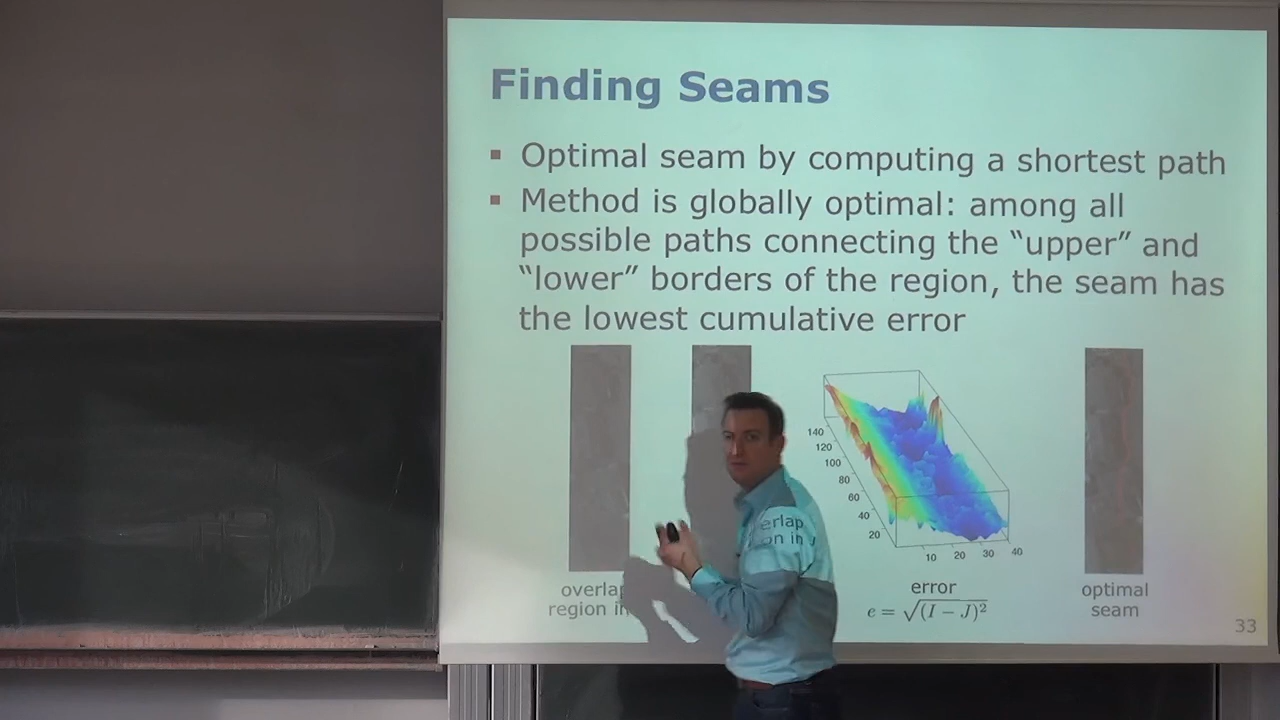 Finding Seams
Optimal seam by computing a shortest path
Method is globally optimal: among all
possible paths connecting the “upper” and
“lower” borders of the region, the seam has
the lowest cumulative error
140
120
100
80
60
40
20
10 20 30 40
region
error
e = √(I − J)²
optimal
seam
33